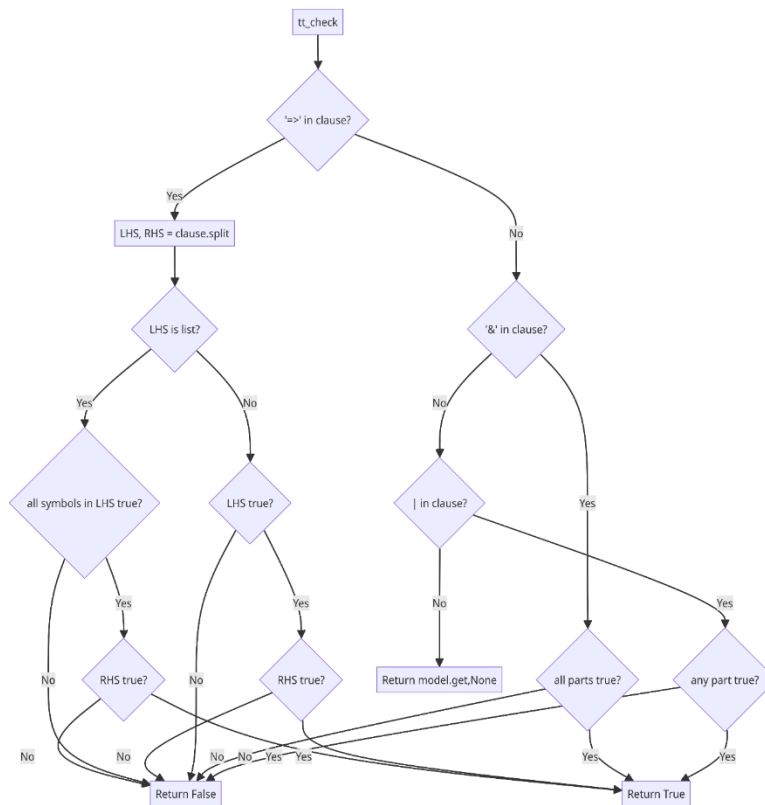 tt_check
'=>' in clause?
Yes
No
LHS, RHS = clause.split
LHS is list?
'&' in clause?
Yes
No
No
Yes
all symbols in LHS true?
LHS true?
| in clause?
Yes
Yes
No
Yes
No
No
RHS true?
RHS true?
Return model.get,None
all parts true?
any part true?
No
No
No
No
Yes
Yes
Yes
Yes
Return False
Return True